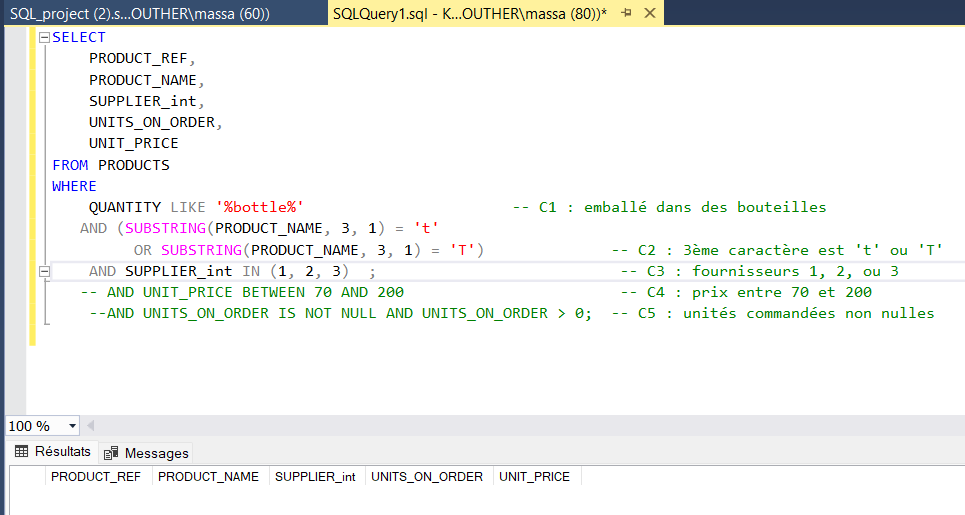 SQL_project (2).s...OUTHER\massa (60)) SQLQuery1.sql - K...OUTHER\massa (80))*
SELECT
PRODUCT_REF,
PRODUCT_NAME,
SUPPLIER_int,
UNITS_ON_ORDER,
UNIT_PRICE
FROM PRODUCTS
WHERE
QUANTITY LIKE '%bottle%' -- C1 : emballé dans des bouteilles
AND (SUBSTRING(PRODUCT_NAME, 3, 1) = 't'
OR SUBSTRING(PRODUCT_NAME, 3, 1) = 'T') -- C2 : 3ème caractère est 't' ou 'T'
AND SUPPLIER_int IN (1, 2, 3) ; -- C3 : fournisseurs 1, 2, ou 3
-- AND UNIT_PRICE BETWEEN 70 AND 200 -- C4 : prix entre 70 et 200
--AND UNITS_ON_ORDER IS NOT NULL AND UNITS_ON_ORDER > 0; -- C5 : unités commandées non nulles
100 %
Résultats Messages
PRODUCT_REF PRODUCT_NAME SUPPLIER_int UNITS_ON_ORDER UNIT_PRICE